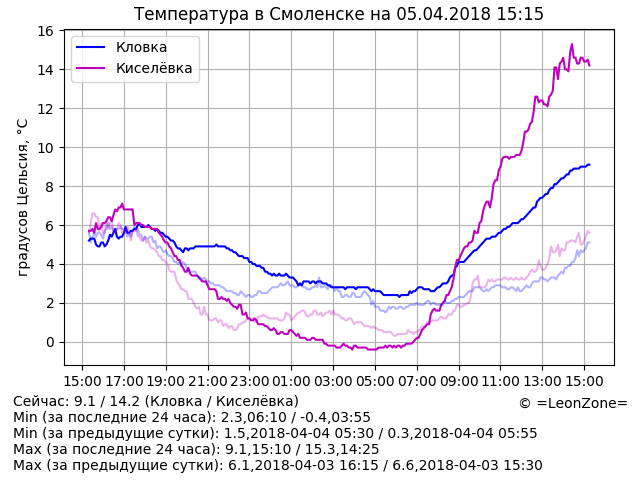 Температура в Смоленске на 05.04.2018 15:15
градусов Цельсия, °C
16
14
12
10
8
6
4
2
0
Кловка
Киселёвка
15:00 17:00 19:00 21:00 23:00 01:00 03:00 05:00 07:00 09:00 11:00 13:00 15:00
Сейчас: 9.1 / 14.2 (Кловка / Киселёвка)
© =LeonZone=
Min (за последние 24 часа): 2.3,06:10 / -0.4,03:55
Min (за предыдущие сутки): 1.5,2018-04-04 05:30 / 0.3,2018-04-04 05:55
Max (за последние 24 часа): 9.1,15:10 / 15.3,14:25
Max (за предыдущие сутки): 6.1,2018-04-03 16:15 / 6.6,2018-04-03 15:30